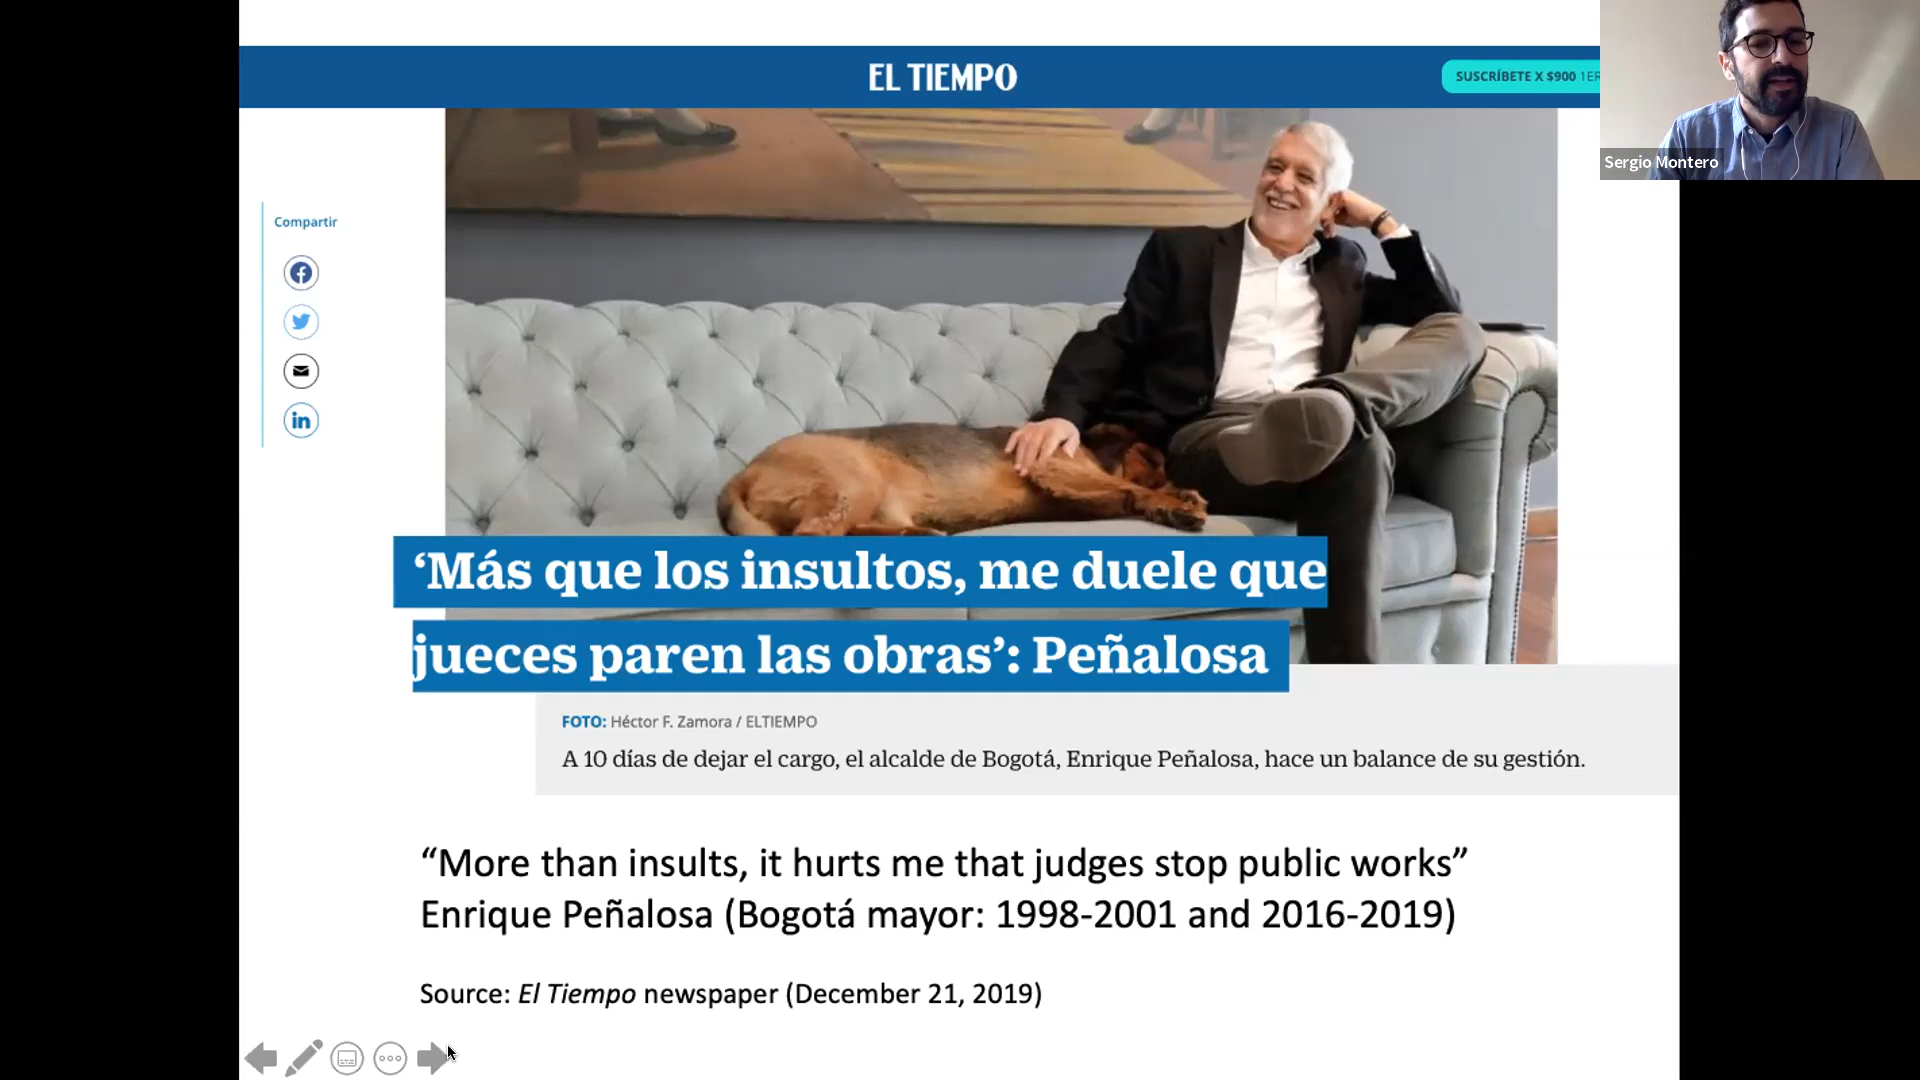 EL TIEMPO
SUSCRÍBETE X $900 1ER
Sergio Montero
Compartir
‘Más que los insultos, me duele que
jueces paren las obras’: Peñalosa
FOTO: Héctor F. Zamora / ELTIEMPO
A 10 días de dejar el cargo, el alcalde de Bogotá, Enrique Peñalosa, hace un balance de su gestión.
“More than insults, it hurts me that judges stop public works”
Enrique Peñalosa (Bogotá mayor: 1998-2001 and 2016-2019)
Source: El Tiempo newspaper (December 21, 2019)